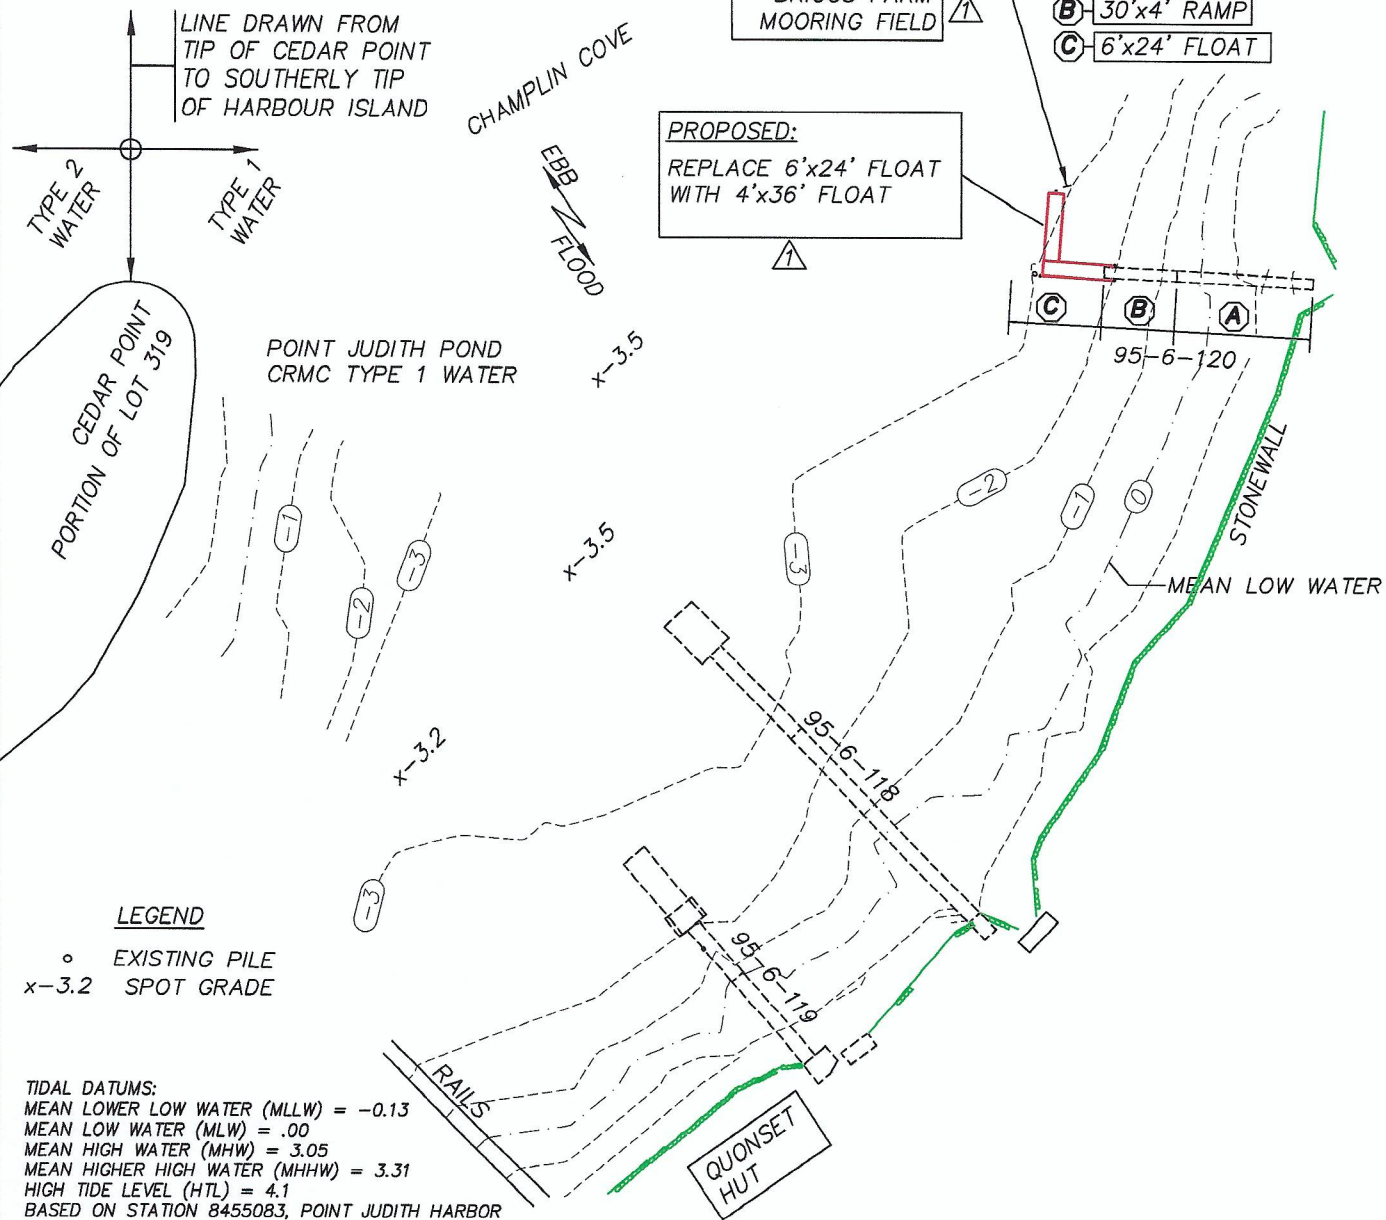 LINE DRAWN FROM
TIP OF CEDAR POINT
TO SOUTHERLY TIP
OF HARBOUR ISLAND
CHAMPLIN COVE
MOORING FIELD
1
B
30'x4' RAMP
C
6'x24' FLOAT
TYPE 2
WATER
TYPE 1
WATER
EBB
FLOOD
PROPOSED:
REPLACE 6'x24' FLOAT
WITH 4'x36' FLOAT
1
C
B
A
95-6-120
CEDAR POINT
PORTION OF LOT 319
POINT JUDITH POND
CRMC TYPE 1 WATER
x-3.5
x-3.5
x-3.2
-1
-2
-3
-3
-2
-1
0
STONEWALL
MEAN LOW WATER
95-6-118
95-6-119
-3
LEGEND
EXISTING PILE
x-3.2 SPOT GRADE
RAILS
QUONSET
HUT
TIDAL DATUMS:
MEAN LOWER LOW WATER (MLLW) = -0.13
MEAN LOW WATER (MLW) = .00
MEAN HIGH WATER (MHW) = 3.05
MEAN HIGHER HIGH WATER (MHHW) = 3.31
HIGH TIDE LEVEL (HTL) = 4.1
BASED ON STATION 8455083, POINT JUDITH HARBOR